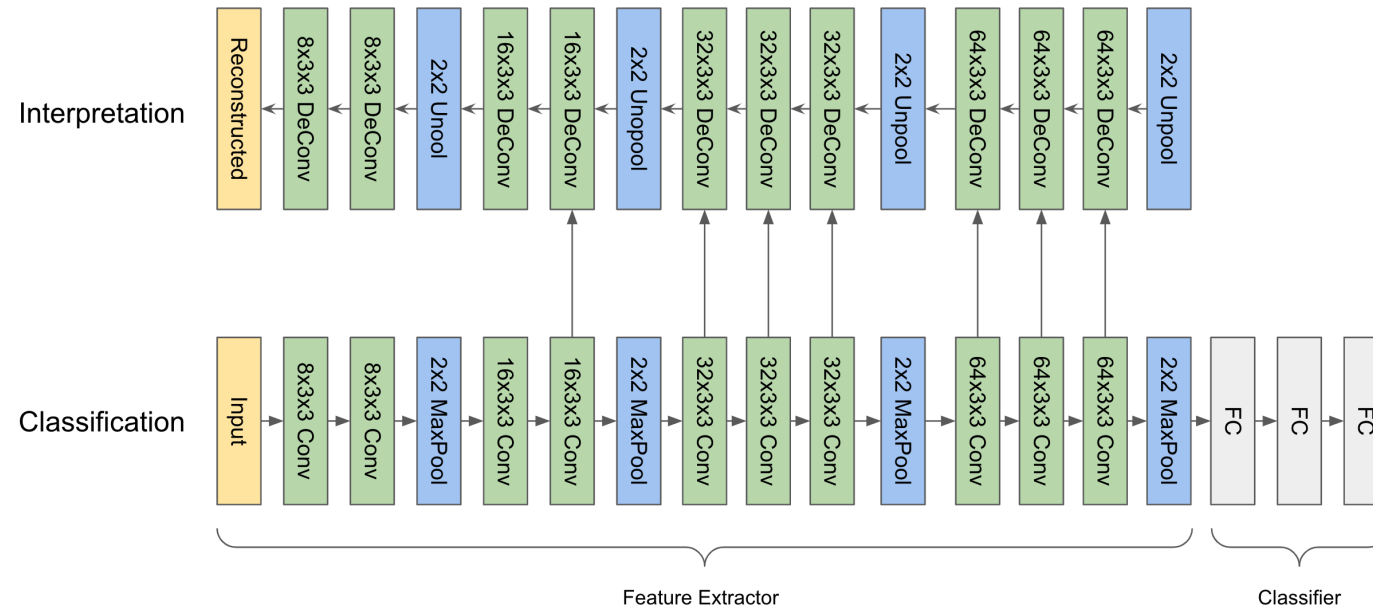 Interpretation
Reconstructed
8x3x3 DeConv
8x3x3 DeConv
2x2 Unool
16x3x3 DeConv
16x3x3 DeConv
2x2 Unopool
32x3x3 DeConv
32x3x3 DeConv
32x3x3 DeConv
2x2 Unpool
64x3x3 DeConv
64x3x3 DeConv
64x3x3 DeConv
2x2 Unpool
Classification
Input
8x3x3 Conv
8x3x3 Conv
2x2 MaxPool
16x3x3 Conv
16x3x3 Conv
2x2 MaxPool
32x3x3 Conv
32x3x3 Conv
32x3x3 Conv
2x2 MaxPool
64x3x3 Conv
64x3x3 Conv
64x3x3 Conv
2x2 MaxPool
FC
FC
FC
Feature Extractor
Classifier